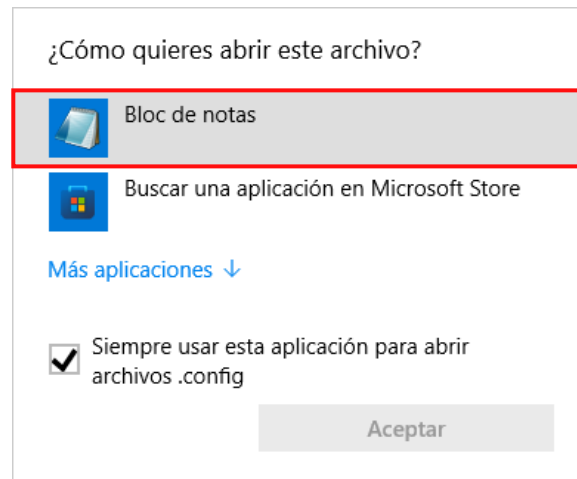 ¿Cómo quieres abrir este archivo?
Bloc de notas
Buscar una aplicación en Microsoft Store
Más aplicaciones ↓
Siempre usar esta aplicación para abrir
archivos .config
Aceptar